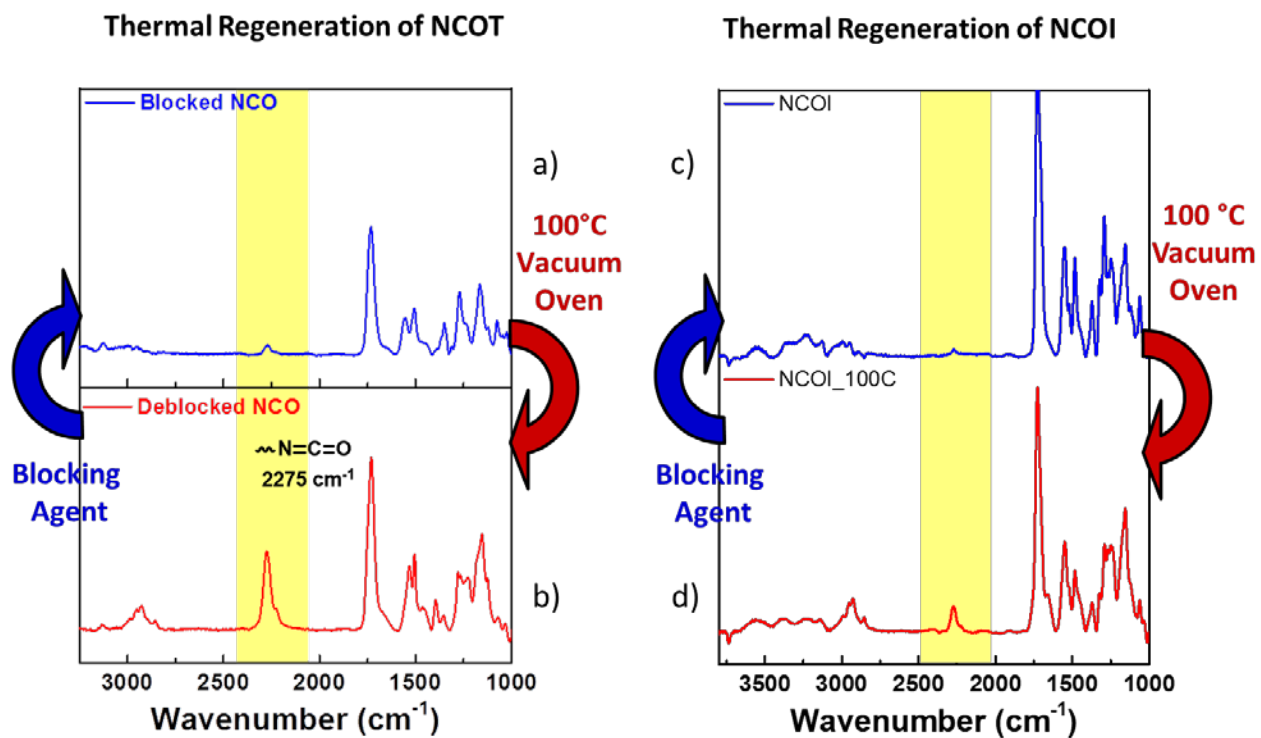 Thermal Regeneration of NCOT
Blocked NCO
a)
100°C
Vacuum
Oven
Deblocked NCO
N=C=O
2275 cm-1
Blocking
Agent
b)
3000 2500 2000 1500 1000
Wavenumber (cm-1)
Thermal Regeneration of NCOI
NCOI
c)
100 °C
Vacuum
Oven
NCOI_100C
Blocking
Agent
d)
3500 3000 2500 2000 1500 1000
Wavenumber (cm-1)